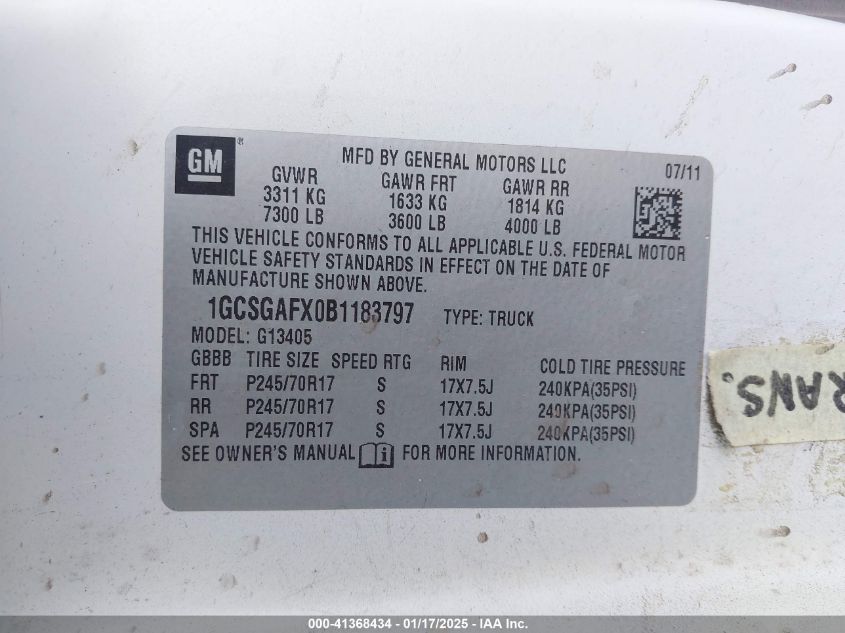 GM
®
MFD BY GENERAL MOTORS LLC
07/11
GVWR GAWR FRT GAWR RR
3311 KG 1633 KG 1814 KG
7300 LB 3600 LB 4000 LB
THIS VEHICLE CONFORMS TO ALL APPLICABLE U.S. FEDERAL MOTOR
VEHICLE SAFETY STANDARDS IN EFFECT ON THE DATE OF
MANUFACTURE SHOWN ABOVE.
1GCSGAFX0B1183797 TYPE: TRUCK
MODEL: G13405
GBBB TIRE SIZE SPEED RTG RIM COLD TIRE PRESSURE
FRT P245/70R17 S 17X7.5J 240KPA(35PSI)
RR P245/70R17 S 17X7.5J 240KPA(35PSI)
SPA P245/70R17 S 17X7.5J 240KPA(35PSI)
SEE OWNER'S MANUAL i FOR MORE INFORMATION.
RANS.
000-41368434 - 01/17/2025 - IAAI Inc.